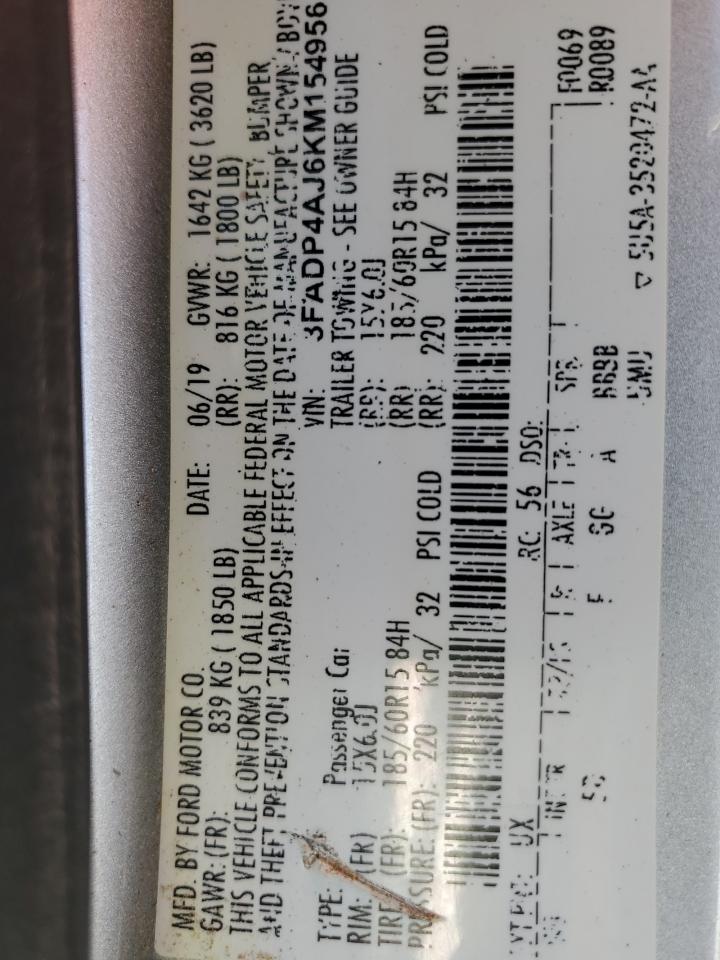 MFD. BY FORD MOTOR CO.
DATE: 06/19 GVWR: 1642 KG ( 3620 LB)
GAWR: (FR): 839 KG ( 1850 LB) (RR): 816 KG ( 1800 LB)
THIS VEHICLE CONFORMS TO ALL APPLICABLE FEDERAL MOTOR VEHICLE SAFETY, BUMPER
AND THEFT PREVENTION STANDARDS IN EFFECT ON THE DATE OF MANUFACTURE SHOWN ABOVE
VIN: 3FADP4AJ6KM154956
TYPE: Passenger Car TRAILER TOWING - SEE OWNER GUIDE
RIM: (FR) 15X6.0J (RR): 15X6.0J
TIRE (FR): 185/60R15 84H (RR) 185/60R15 84H
PRESSURE: (FR): 220 kPa/ 32 PSI COLD (RR): 220 kPa/ 32 PSI COLD
F0069
R0089
RC: 56 DSO:
UX
AXLE SPR
5U5A-3520472-AA